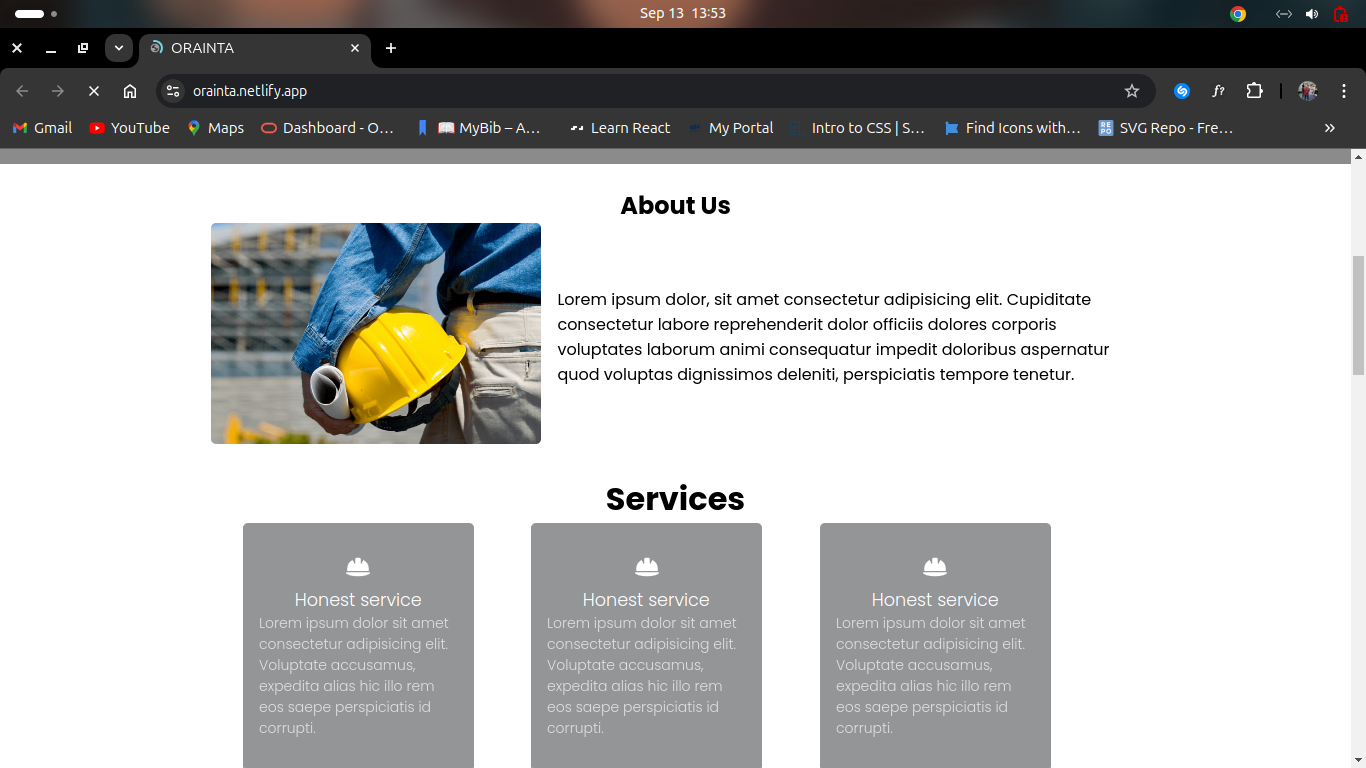 Sep 13 13:53
ORAINTA
orainta.netlify.app
f?
Gmail YouTube Maps Dashboard - O… MyBib – A… Learn React My Portal Intro to CSS | S… Find Icons with… REPO SVG Repo - Fre…
About Us
Lorem ipsum dolor, sit amet consectetur adipisicing elit. Cupiditate
consectetur labore reprehenderit dolor officiis dolores corporis
voluptates laborum animi consequatur impedit doloribus aspernatur
quod voluptas dignissimos deleniti, perspiciatis tempore tenetur.
Services
Honest service
Lorem ipsum dolor sit amet
consectetur adipisicing elit.
Voluptate accusamus,
expedita alias hic illo rem
eos saepe perspiciatis id
corrupti.
Honest service
Lorem ipsum dolor sit amet
consectetur adipisicing elit.
Voluptate accusamus,
expedita alias hic illo rem
eos saepe perspiciatis id
corrupti.
Honest service
Lorem ipsum dolor sit amet
consectetur adipisicing elit.
Voluptate accusamus,
expedita alias hic illo rem
eos saepe perspiciatis id
corrupti.